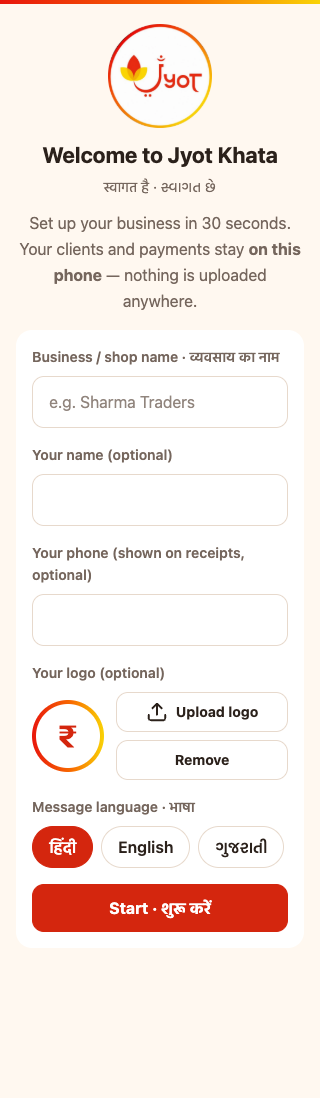 Jyot
Welcome to Jyot Khata
स्वागत है · સ્વાગત છે
Set up your business in 30 seconds.
Your clients and payments stay on this
phone — nothing is uploaded
anywhere.
Business / shop name · व्यवसाय का नाम
e.g. Sharma Traders
Your name (optional)
Your phone (shown on receipts,
optional)
Your logo (optional)
₹
Upload logo
Remove
Message language · भाषा
हिंदी English ગુજરાતી
Start · शुरू करें